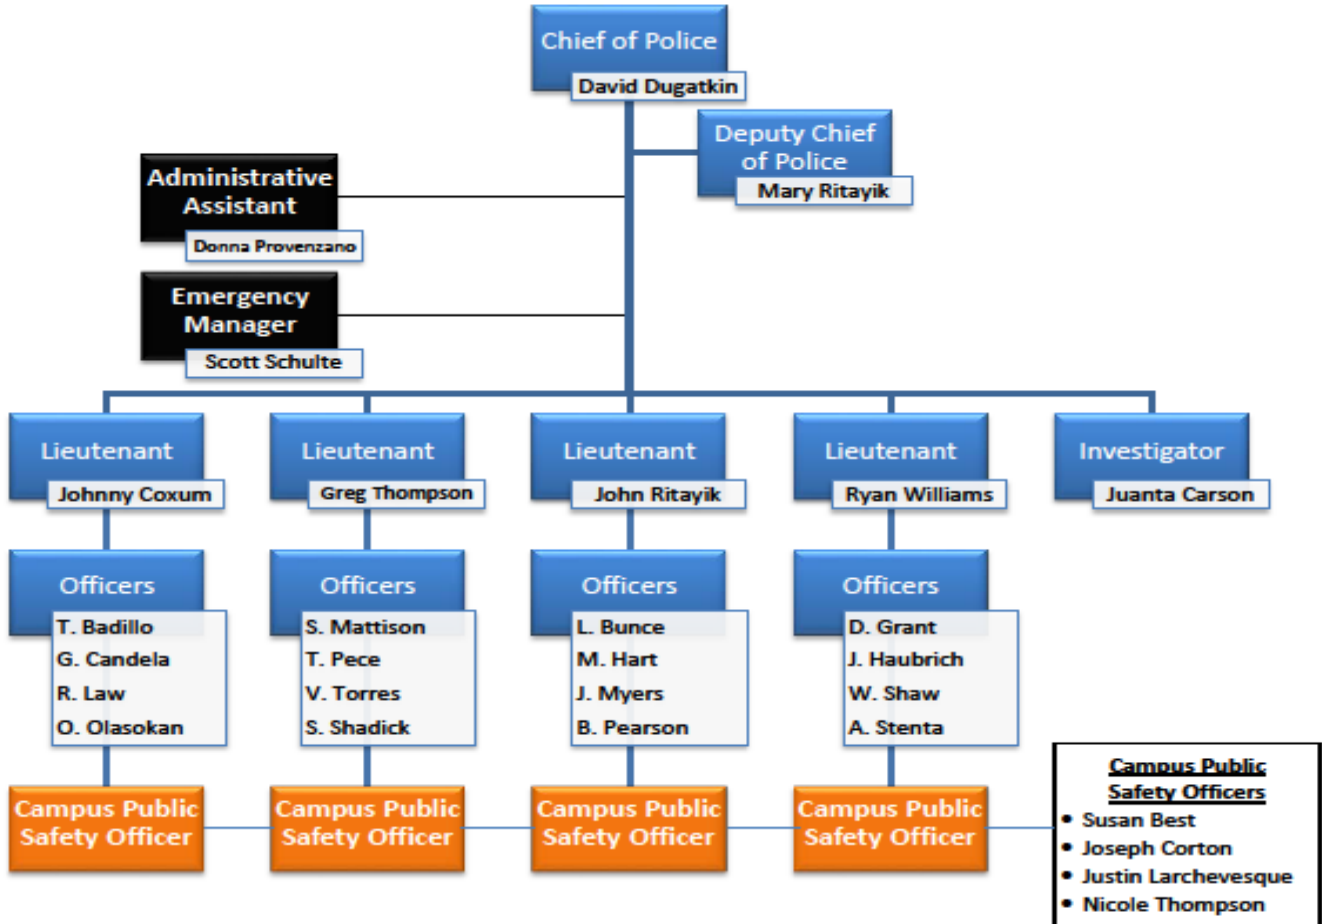 Chief of Police
David Dugatkin
Deputy Chief
of Police
Mary Ritayik
Administrative
Assistant
Donna Provenzano
Emergency
Manager
Scott Schulte
Lieutenant
Johnny Coxum
Lieutenant
Greg Thompson
Lieutenant
John Ritayik
Lieutenant
Ryan Williams
Investigator
Juanta Carson
Officers
T. Badillo
G. Candela
R. Law
O. Olasokan
Officers
S. Mattison
T. Pece
V. Torres
S. Shadick
Officers
L. Bunce
M. Hart
J. Myers
B. Pearson
Officers
D. Grant
J. Haubrich
W. Shaw
A. Stenta
Campus Public
Safety Officer
Campus Public
Safety Officer
Campus Public
Safety Officer
Campus Public
Safety Officer
Campus Public
Safety Officers
• Susan Best
• Joseph Corton
• Justin Larchevesque
• Nicole Thompson